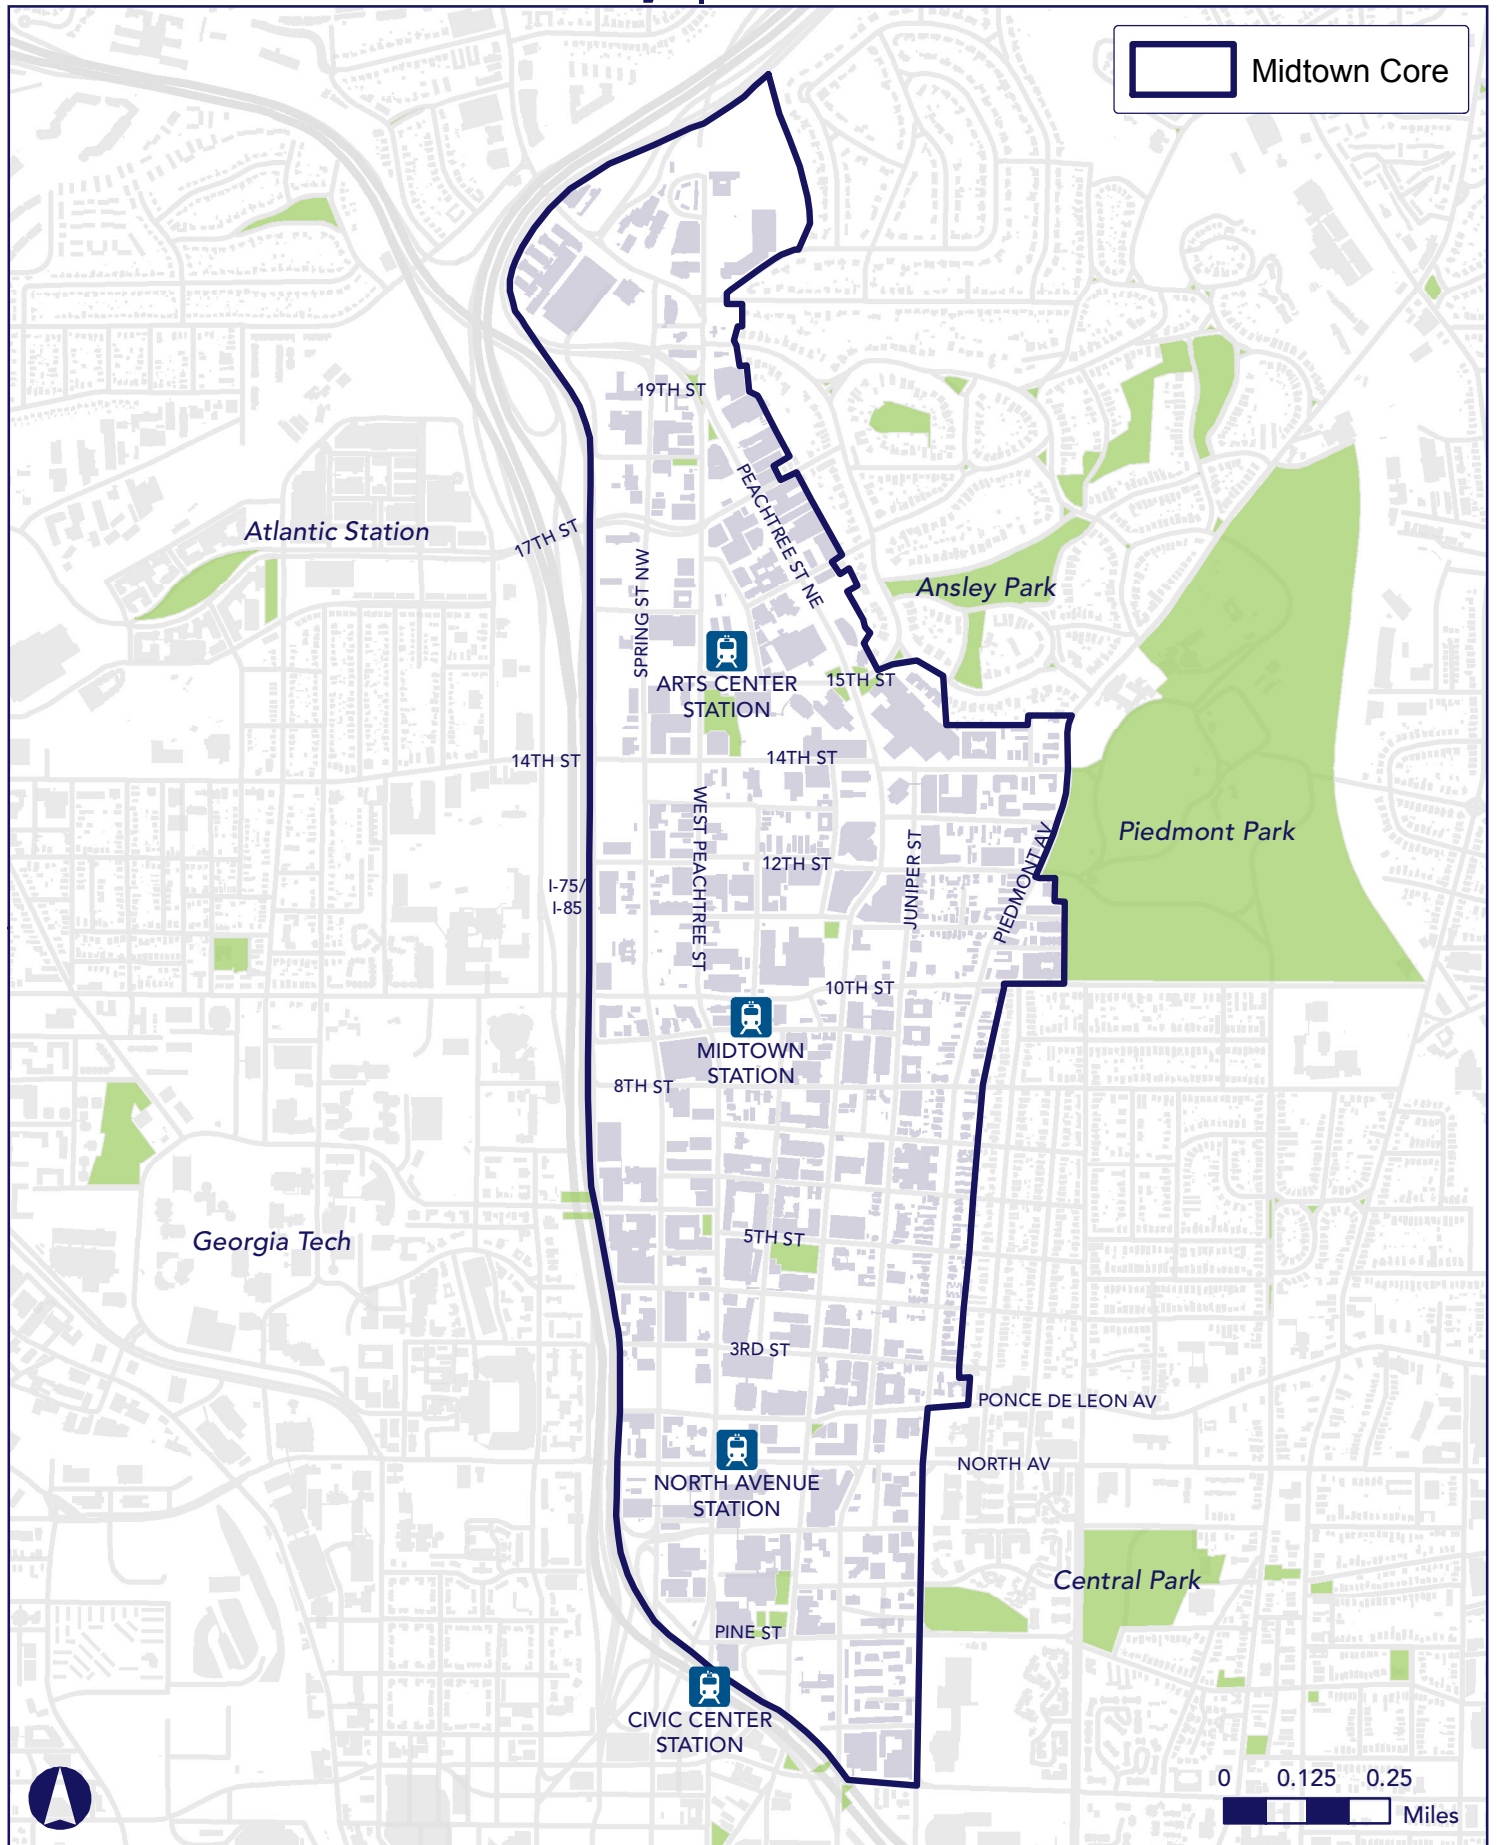 Midtown Core
19TH ST
PEACHTREE ST NE
Atlantic Station
17TH ST
SPRING ST NW
Ansley Park
ARTS CENTER
STATION
15TH ST
14TH ST
14TH ST
WEST PEACHTREE ST
Piedmont Park
12TH ST
JUNIPER ST
PIEDMONT AV
I-75/
I-85
10TH ST
MIDTOWN
STATION
8TH ST
5TH ST
Georgia Tech
3RD ST
PONCE DE LEON AV
NORTH AV
NORTH AVENUE
STATION
Central Park
PINE ST
CIVIC CENTER
STATION
0 0.125 0.25
Miles